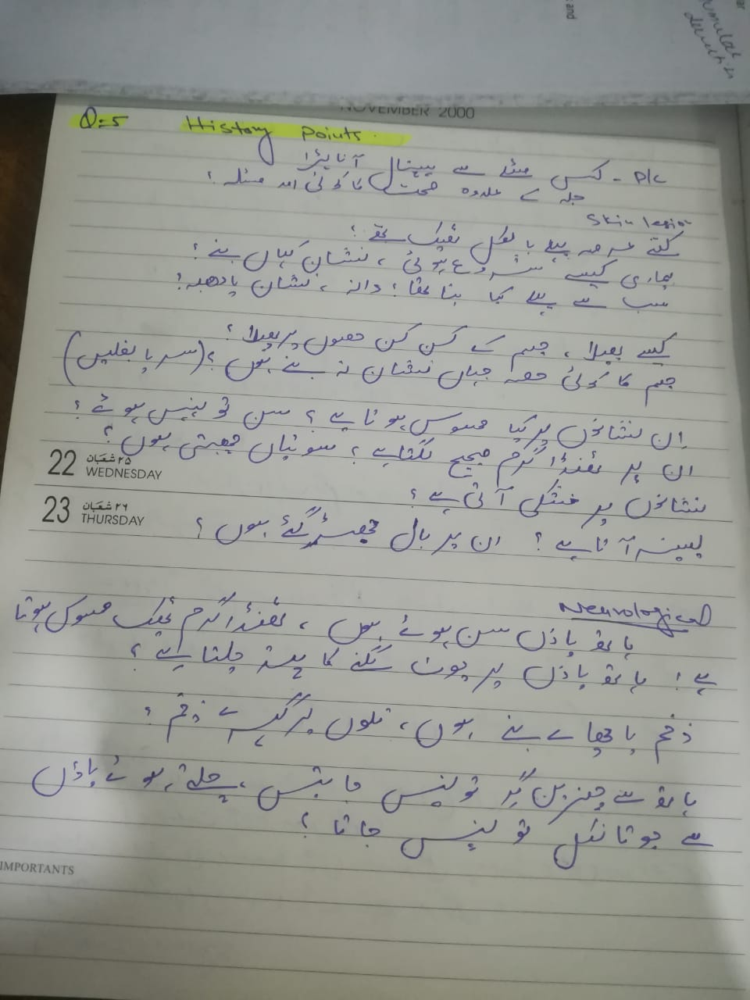 and
NOVEMBER 2000
Q:5 History Points.
P/C - کس مسئلے سے ہسپتال آنا پڑا
جلد کے علاوہ صحت کا کوئی اور مسئلہ؟
Skin lesion
کتنے عرصہ پہلے بالکل ٹھیک تھے؟
بیماری کیسے شروع ہوئی، نشان کہاں بنے؟
سب سے پہلے کیا بنا تھا؟ دانہ، نشان یا دھبہ؟
کیسے پھیلا، جسم کے کن کن حصوں پر پھیلا؟
جسم کا کوئی حصہ جہاں نشان نہ بنے ہوں؟ (سر یا بغلیں)
ان نشانوں پر کیا محسوس ہوتا ہے؟ سن تو نہیں ہوئے؟
ان پر ٹھنڈا گرم صحیح لگتا ہے، سوئیاں چھبتی ہوں؟
22 ۲۵ شعبان WEDNESDAY
نشانوں پر خشکی آتی ہے؟
23 ۲۶ شعبان THURSDAY
پسینہ آتا ہے؟ ان پر بال جھڑ گئے ہوں؟
Neurological
ہاتھ پاؤں سن ہوئے ہوں، ٹھنڈا گرم ٹھیک محسوس ہوتا
ہے؟ ہاتھ پاؤں پر چوٹ لگنے کا پتہ چلتا ہے؟
زخم یا چھالے بنے ہوں، تلوں پر گہرے زخم؟
ہاتھ سے چیزیں گر تو نہیں جاتیں، چلتے ہوئے پاؤں
سے جوتا نکل تو نہیں جاتا؟
IMPORTANTS